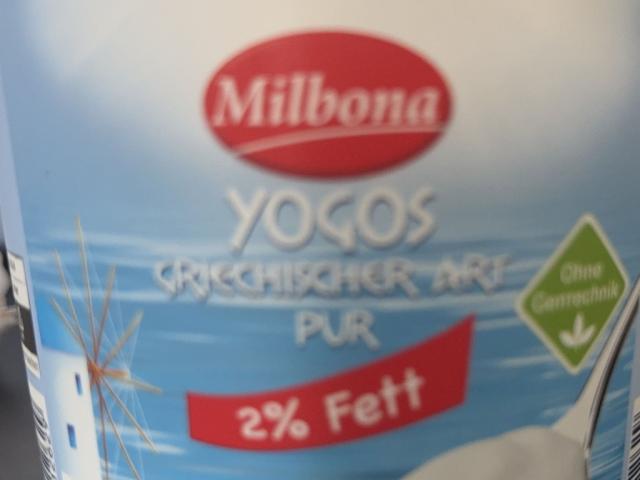 Milbona
YOGOS
GRIECHISCHER ART
PUR
2% Fett
Ohne
Gentechnik